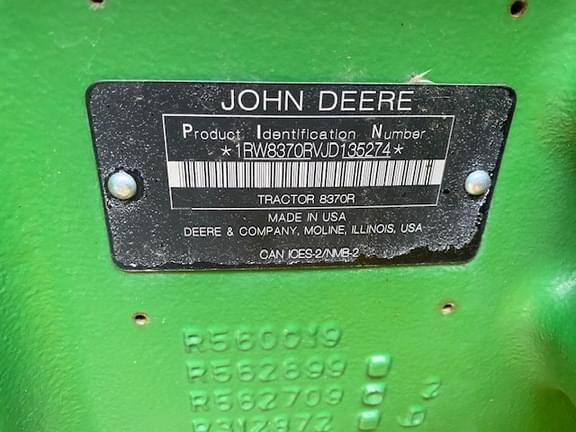 JOHN DEERE
Product Identification Number
*1RW8370RVJD135274*
TRACTOR 8370R
MADE IN USA
DEERE & COMPANY, MOLINE, ILLINOIS, USA
CAN ICES-2/NMB-2
R560019
R562899
R562709
R312872